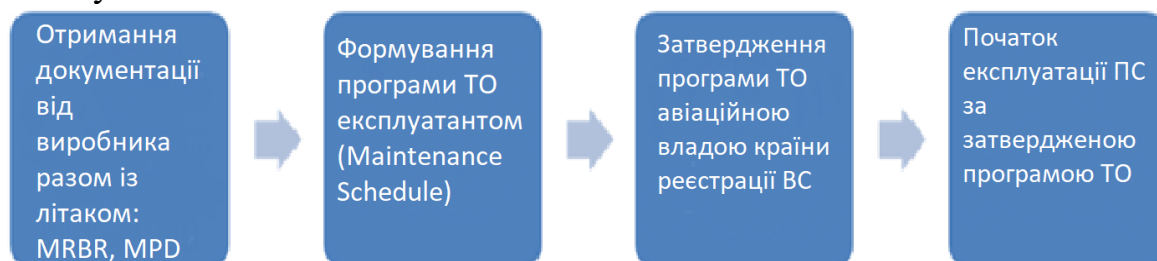 Отримання
документації
від
виробника
разом із
літаком:
MRBR, MPD
Формування
програми ТО
експлуатантом
(Maintenance
Schedule)
Затвердження
програми ТО
авіаційною
владою країни
реєстрації ВС
Початок
експлуатації ПС
за
затвердженою
програмою ТО